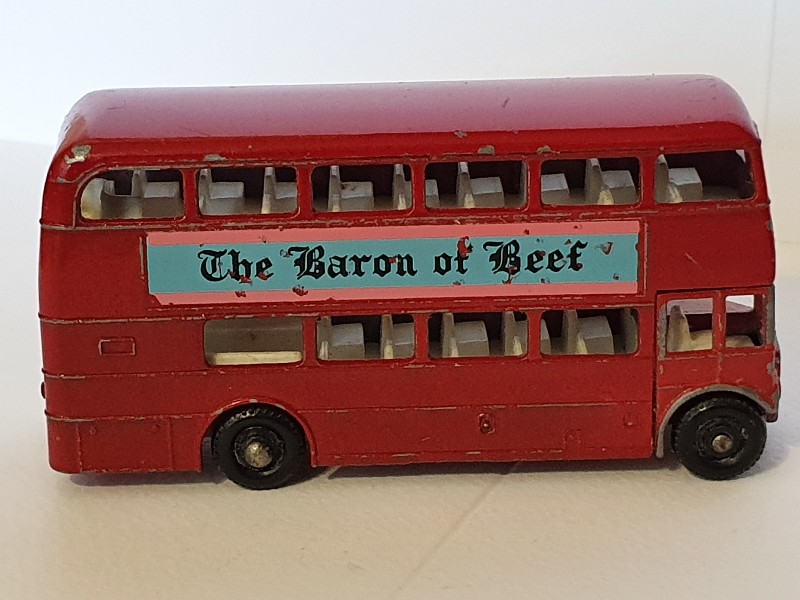 The Baron of Beef